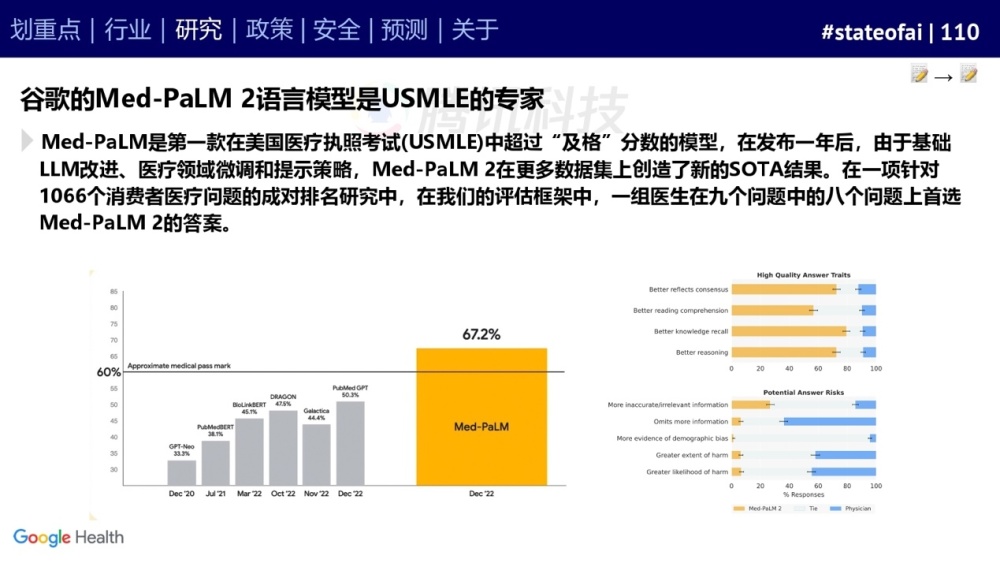 划重点 | 行业 | 研究 | 政策 | 安全 | 预测 | 关于
#stateofai | 110
→
谷歌的Med-PaLM 2语言模型是USMLE的专家
腾讯科技
Med-PaLM是第一款在美国医疗执照考试(USMLE)中超过“及格”分数的模型，在发布一年后，由于基础
LLM改进、医疗领域微调和提示策略，Med-PaLM 2在更多数据集上创造了新的SOTA结果。在一项针对
1066个消费者医疗问题的成对排名研究中，在我们的评估框架中，一组医生在九个问题中的八个问题上首选
Med-PaLM 2的答案。
85
80
75
70
65
60%
55
50
45
40
35
30
Approximate medical pass mark
GPT-Neo
33.3%
PubMedBERT
38.1%
BioLinkBERT
45.1%
DRAGON
47.5%
Galactica
44.4%
PubMed GPT
50.3%
67.2%
Med-PaLM
Dec '20 Jul '21 Mar '22 Oct '22 Nov '22 Dec '22
Dec '22
High Quality Answer Traits
Better reflects consensus
Better reading comprehension
Better knowledge recall
Better reasoning
0 20 40 60 80 100
Potential Answer Risks
More inaccurate/irrelevant information
Omits more information
More evidence of demographic bias
Greater extent of harm
Greater likelihood of harm
0 20 40 60 80 100
% Responses
Med-PaLM 2 Tie Physician
Google Health